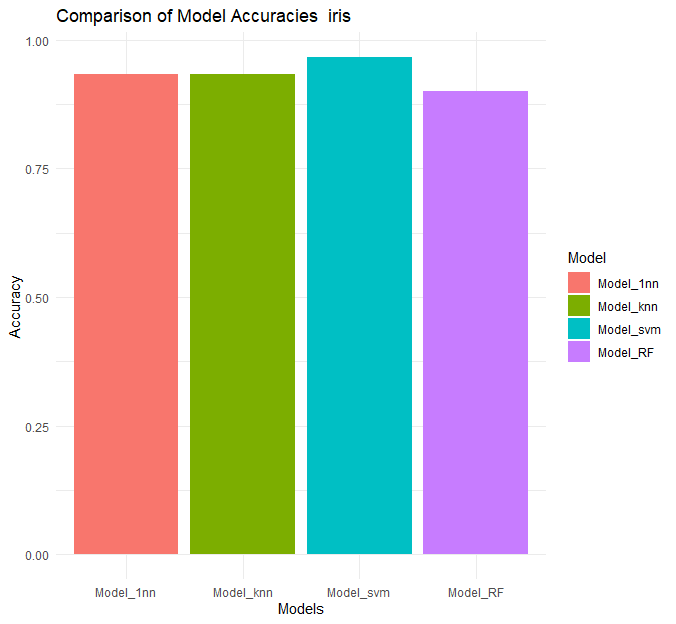 Comparison of Model Accuracies  iris
1.00
0.75
0.50
0.25
0.00
Accuracy
Model_1nn
Model_knn
Model_svm
Model_RF
Models
Model
Model_1nn
Model_knn
Model_svm
Model_RF